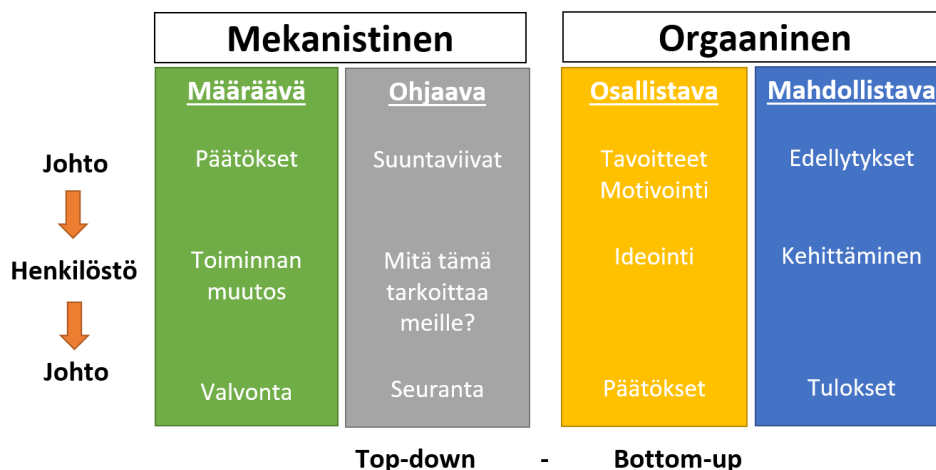 Mekanistinen
Orgaaninen
Määräävä
Ohjaava
Osallistava
Mahdollistava
Johto
Päätökset
Suuntaviivat
Tavoitteet
Motivointi
Edellytykset
Henkilöstö
Toiminnan
muutos
Mitä tämä
tarkoittaa
meille?
Ideointi
Kehittäminen
Johto
Valvonta
Seuranta
Päätökset
Tulokset
Top-down - Bottom-up